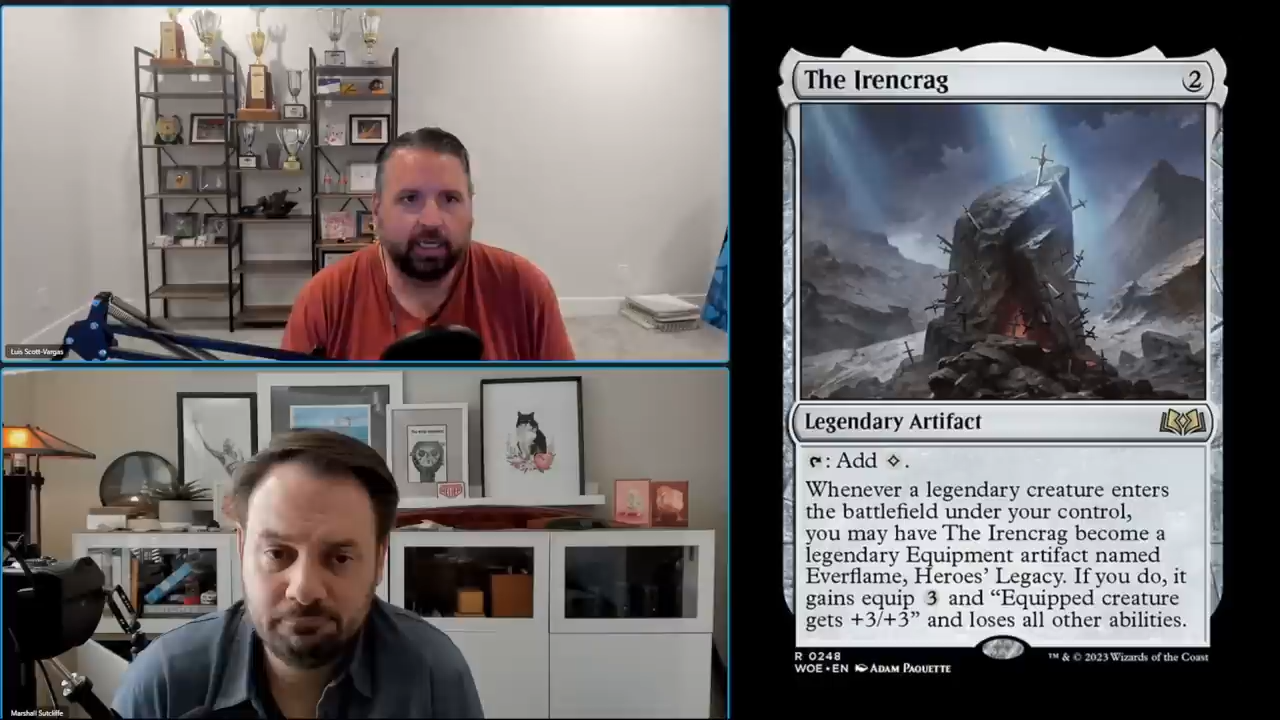 Luis Scott-Vargas
Marshall Sutcliffe
The Irencrag 2
Legendary Artifact
: Add .
Whenever a legendary creature enters
the battlefield under your control,
you may have The Irencrag become a
legendary Equipment artifact named
Everflame, Heroes' Legacy. If you do, it
gains equip 3 and "Equipped creature
gets +3/+3" and loses all other abilities.
R 0248
WOE • EN ADAM PAQUETTE
™ & © 2023 Wizards of the Coast